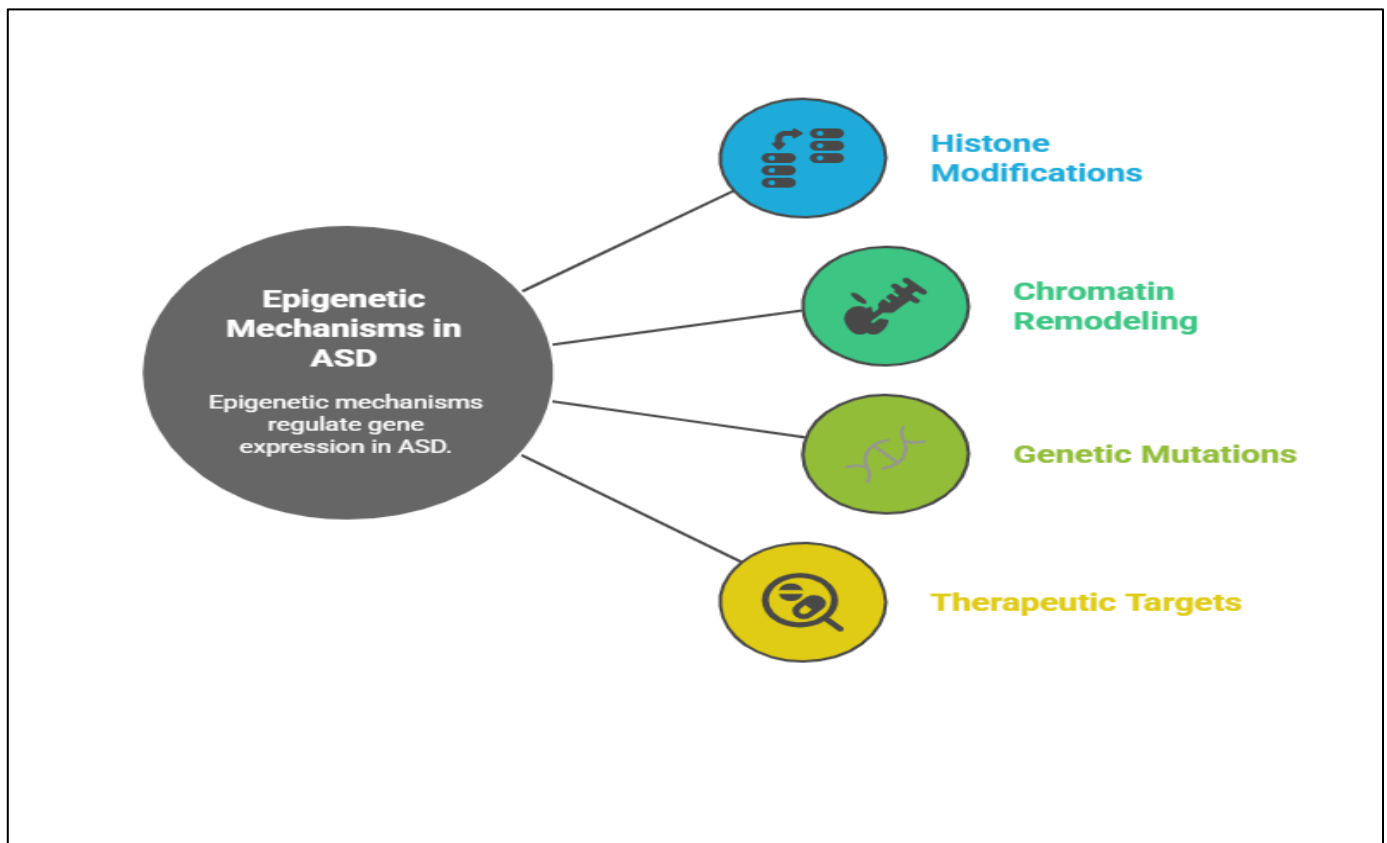 Epigenetic
Mechanisms in
ASD
Epigenetic mechanisms
regulate gene
expression in ASD.
Histone
Modifications
Chromatin
Remodeling
Genetic Mutations
Therapeutic Targets